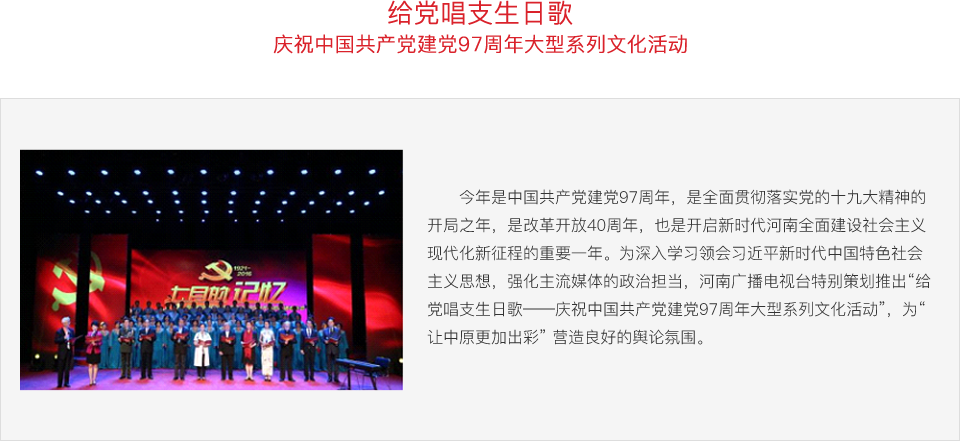 给党唱支生日歌
庆祝中国共产党建党97周年大型系列文化活动
1921—
2016
七月的记忆
今年是中国共产党建党97周年，是全面贯彻落实党的十九大精神的
开局之年，是改革开放40周年，也是开启新时代河南全面建设社会主义
现代化新征程的重要一年。为深入学习领会习近平新时代中国特色社会
主义思想，强化主流媒体的政治担当，河南广播电视台特别策划推出“给
党唱支生日歌——庆祝中国共产党建党97周年大型系列文化活动”，为“
让中原更加出彩” 营造良好的舆论氛围。